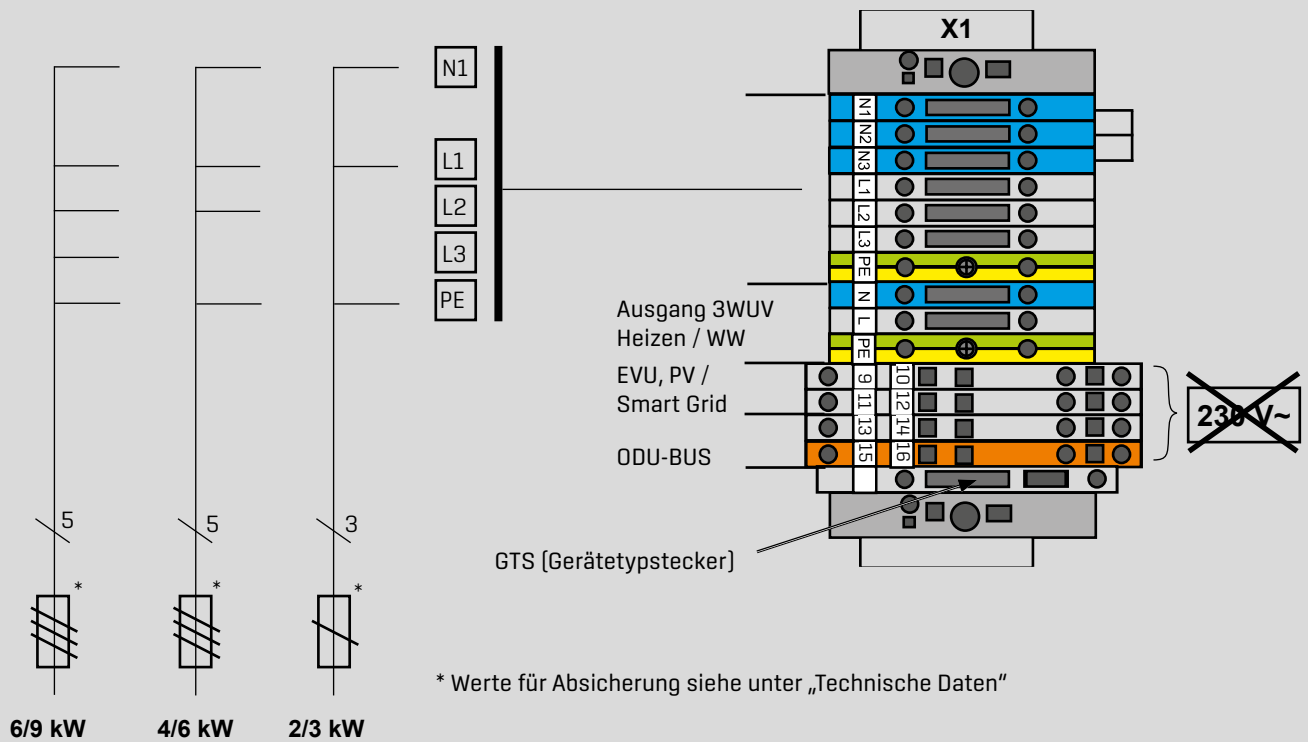 X1
N1
L1
L2
L3
PE
N1
N2
N3
L1
L2
L3
PE
N
L
PE
9 10
11 12
13 14
15 16
Ausgang 3WUV
Heizen / WW
EVU, PV /
Smart Grid
ODU-BUS
230 V~
GTS (Gerätetypstecker)
5
5
3
*
*
*
* Werte für Absicherung siehe unter „Technische Daten“
6/9 kW
4/6 kW
2/3 kW